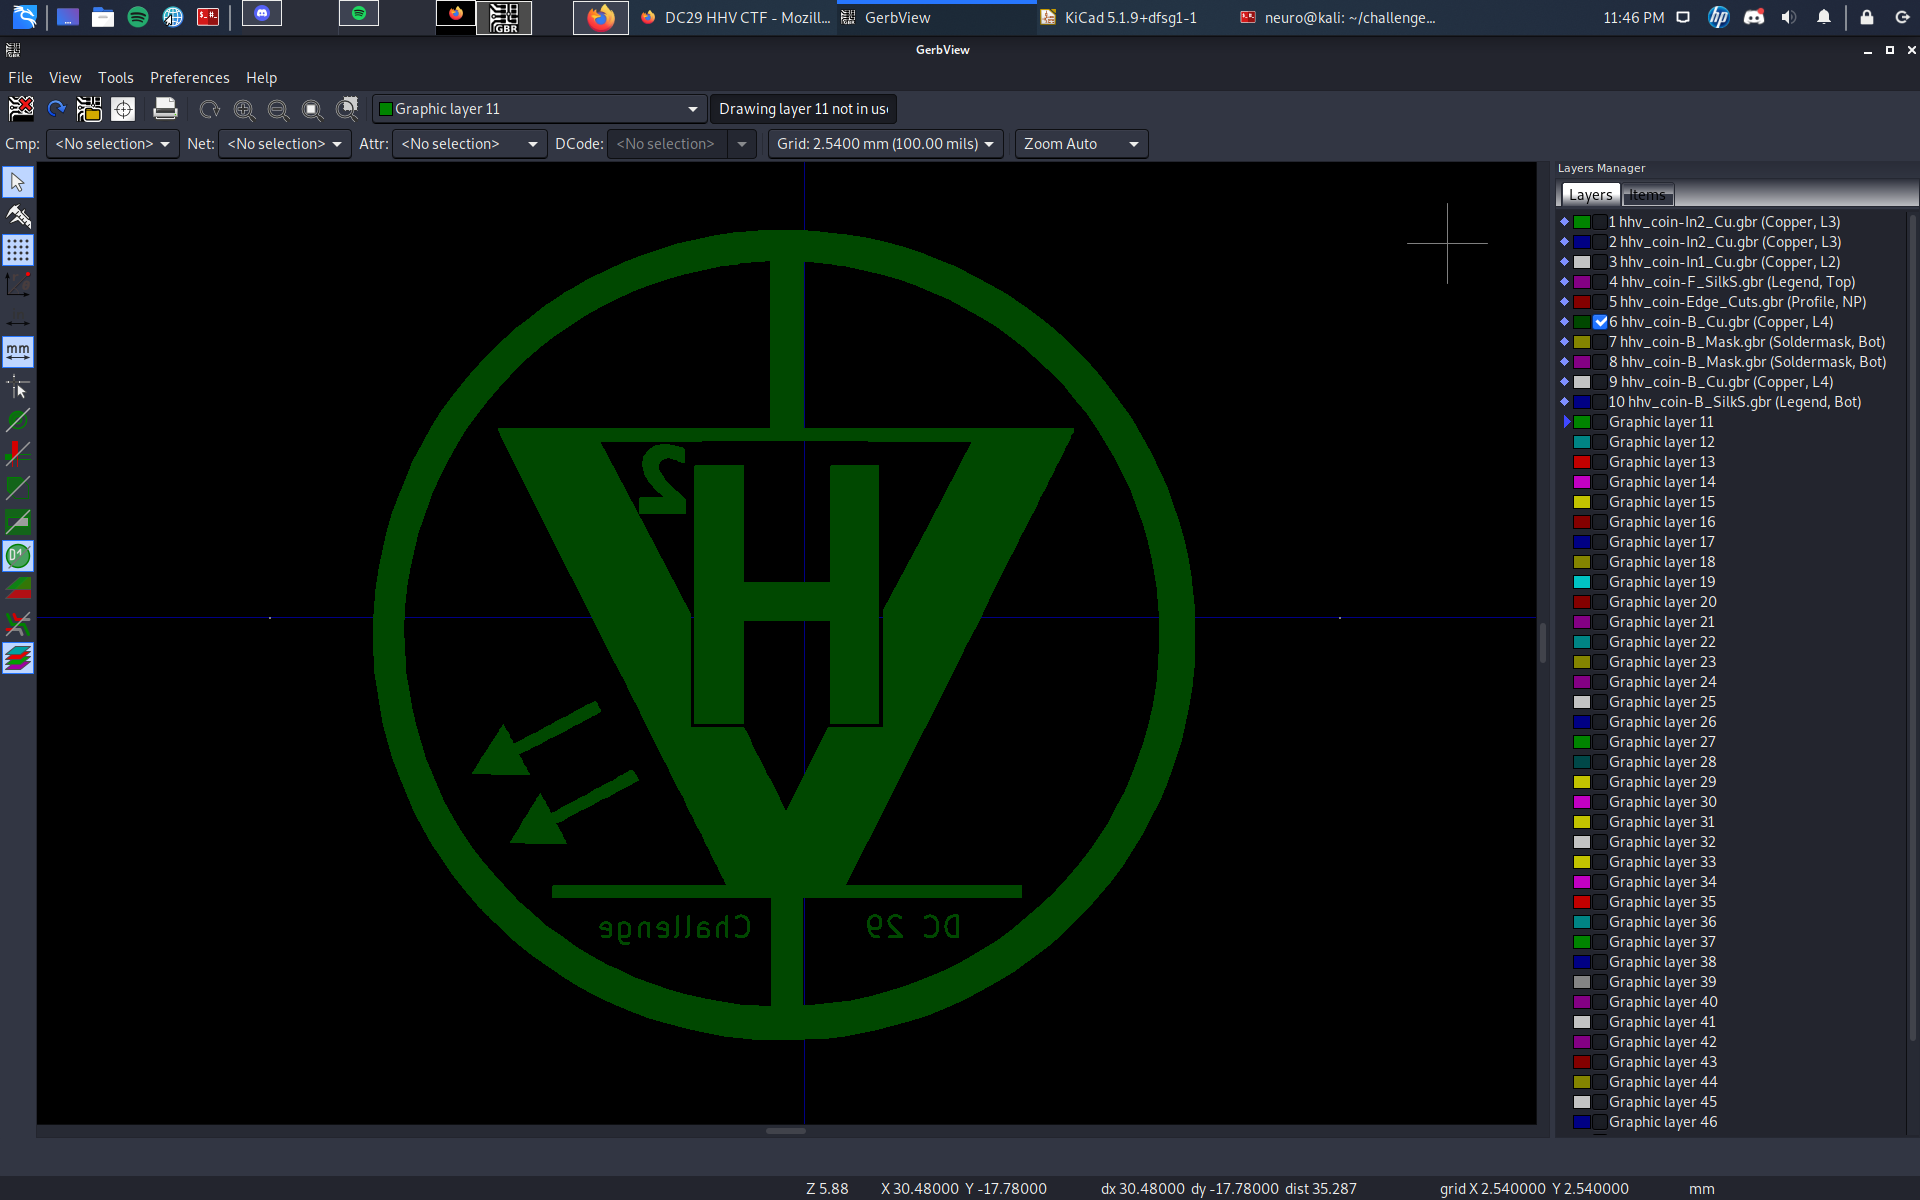 DC29 HHV CTF - Mozill...
GerbView
KiCad 5.1.9+dfsg1-1
neuro@kali: ~/challenge...
11:46 PM
GerbView
File View Tools Preferences Help
Graphic layer 11
Drawing layer 11 not in use
Cmp: <No selection> Net: <No selection> Attr: <No selection> DCode: <No selection> Grid: 2.5400 mm (100.00 mils) Zoom Auto
mm
2
H
Challenge
DC 29
Layers Manager
Layers Items
1 hhv_coin-In2_Cu.gbr (Copper, L3)
2 hhv_coin-In2_Cu.gbr (Copper, L3)
3 hhv_coin-In1_Cu.gbr (Copper, L2)
4 hhv_coin-F_SilkS.gbr (Legend, Top)
5 hhv_coin-Edge_Cuts.gbr (Profile, NP)
6 hhv_coin-B_Cu.gbr (Copper, L4)
7 hhv_coin-B_Mask.gbr (Soldermask, Bot)
8 hhv_coin-B_Mask.gbr (Soldermask, Bot)
9 hhv_coin-B_Cu.gbr (Copper, L4)
10 hhv_coin-B_SilkS.gbr (Legend, Bot)
Graphic layer 11
Graphic layer 12
Graphic layer 13
Graphic layer 14
Graphic layer 15
Graphic layer 16
Graphic layer 17
Graphic layer 18
Graphic layer 19
Graphic layer 20
Graphic layer 21
Graphic layer 22
Graphic layer 23
Graphic layer 24
Graphic layer 25
Graphic layer 26
Graphic layer 27
Graphic layer 28
Graphic layer 29
Graphic layer 30
Graphic layer 31
Graphic layer 32
Graphic layer 33
Graphic layer 34
Graphic layer 35
Graphic layer 36
Graphic layer 37
Graphic layer 38
Graphic layer 39
Graphic layer 40
Graphic layer 41
Graphic layer 42
Graphic layer 43
Graphic layer 44
Graphic layer 45
Graphic layer 46
Z 5.88 X 30.48000 Y -17.78000 dx 30.48000 dy -17.78000 dist 35.287 grid X 2.540000 Y 2.540000 mm